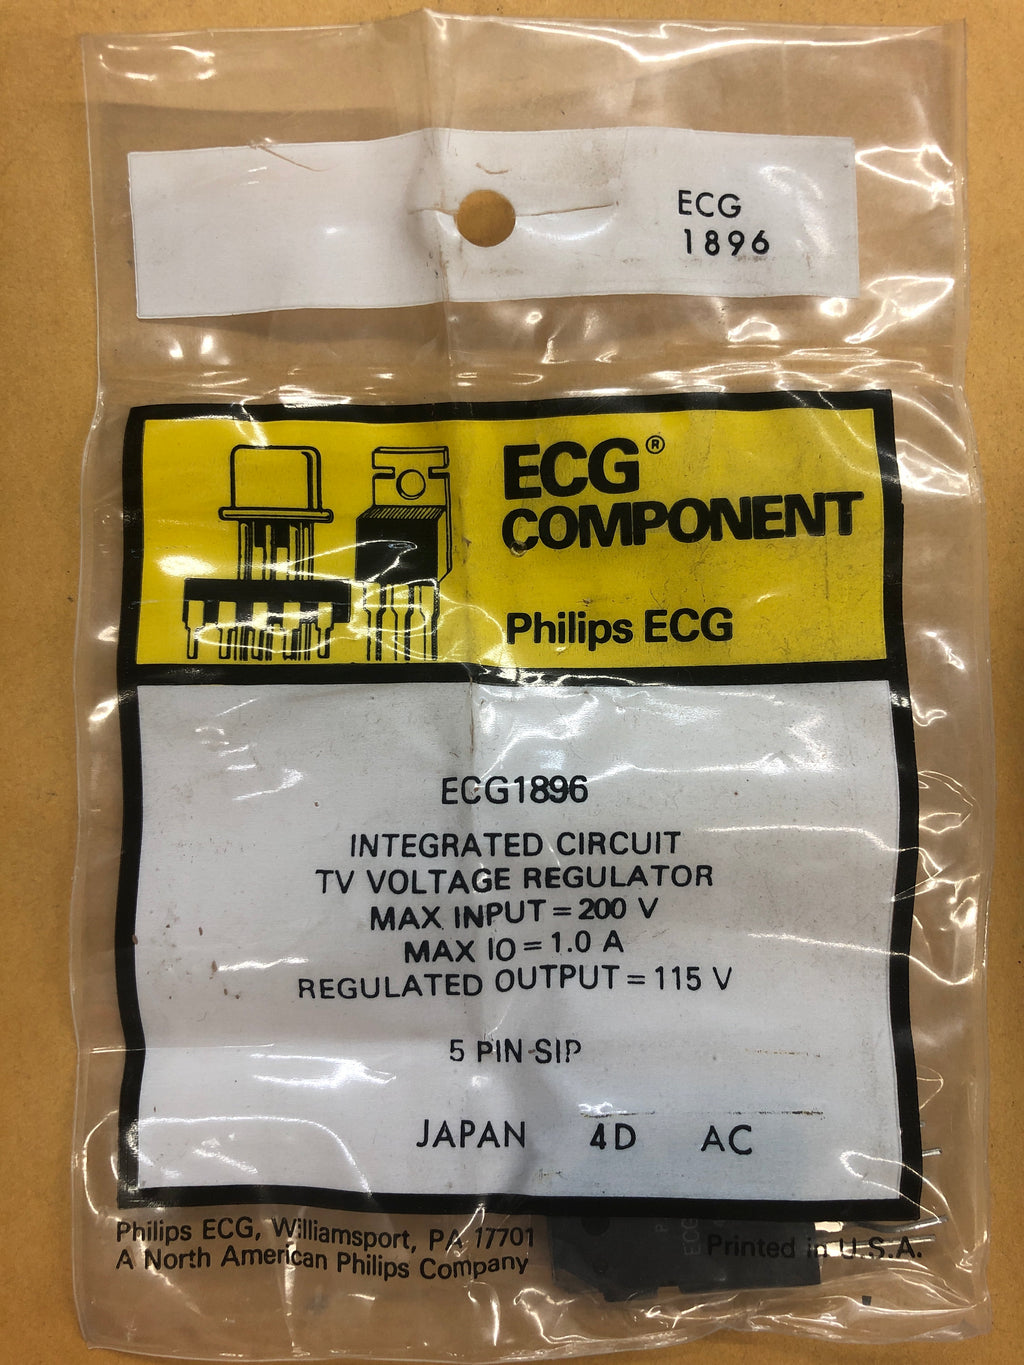 ECG
1896
ECG®
COMPONENT
Philips ECG
ECG1896
INTEGRATED CIRCUIT
TV VOLTAGE REGULATOR
MAX INPUT = 200 V
MAX IO = 1.0 A
REGULATED OUTPUT = 115 V
5 PIN SIP
JAPAN 4D AC
Philips ECG, Williamsport, PA 17701
A North American Philips Company
Printed in U.S.A.
ECG